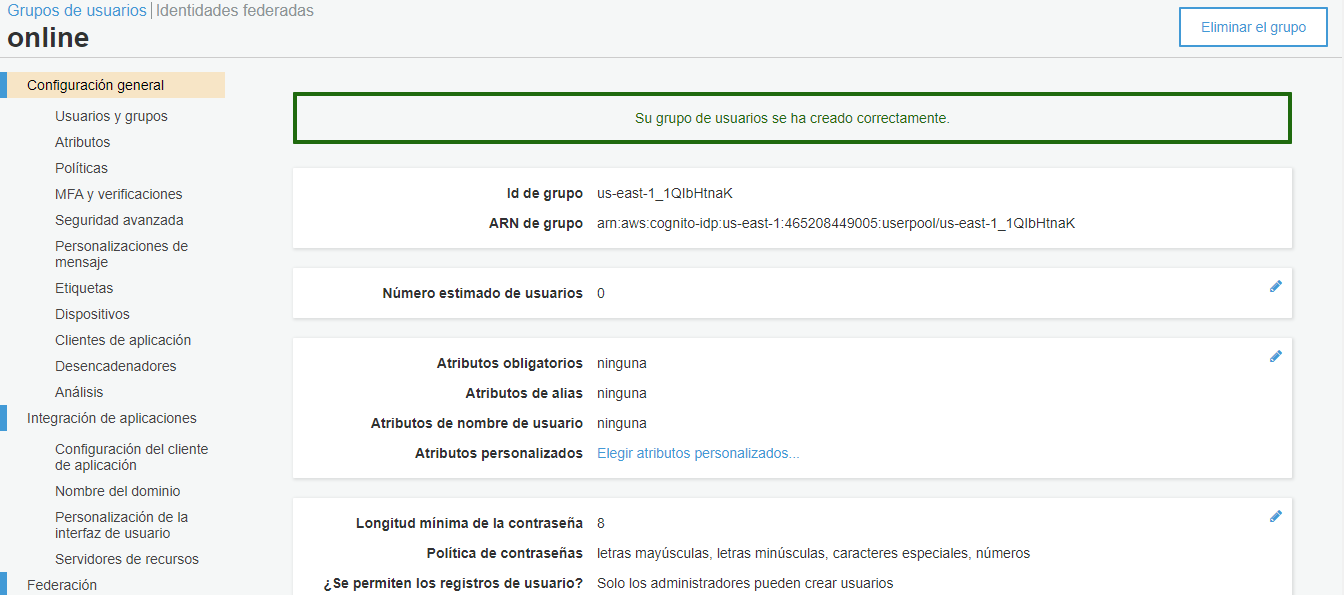 Grupos de usuarios | Identidades federadas
online
Eliminar el grupo
Configuración general
Usuarios y grupos
Atributos
Políticas
MFA y verificaciones
Seguridad avanzada
Personalizaciones de
mensaje
Etiquetas
Dispositivos
Clientes de aplicación
Desencadenadores
Análisis
Integración de aplicaciones
Configuración del cliente
de aplicación
Nombre del dominio
Personalización de la
interfaz de usuario
Servidores de recursos
Federación
Su grupo de usuarios se ha creado correctamente.
Id de grupo us-east-1_1QIbHtnaK
ARN de grupo arn:aws:cognito-idp:us-east-1:465208449005:userpool/us-east-1_1QIbHtnaK
Número estimado de usuarios 0
Atributos obligatorios ninguna
Atributos de alias ninguna
Atributos de nombre de usuario ninguna
Atributos personalizados Elegir atributos personalizados...
Longitud mínima de la contraseña 8
Política de contraseñas letras mayúsculas, letras minúsculas, caracteres especiales, números
¿Se permiten los registros de usuario? Solo los administradores pueden crear usuarios